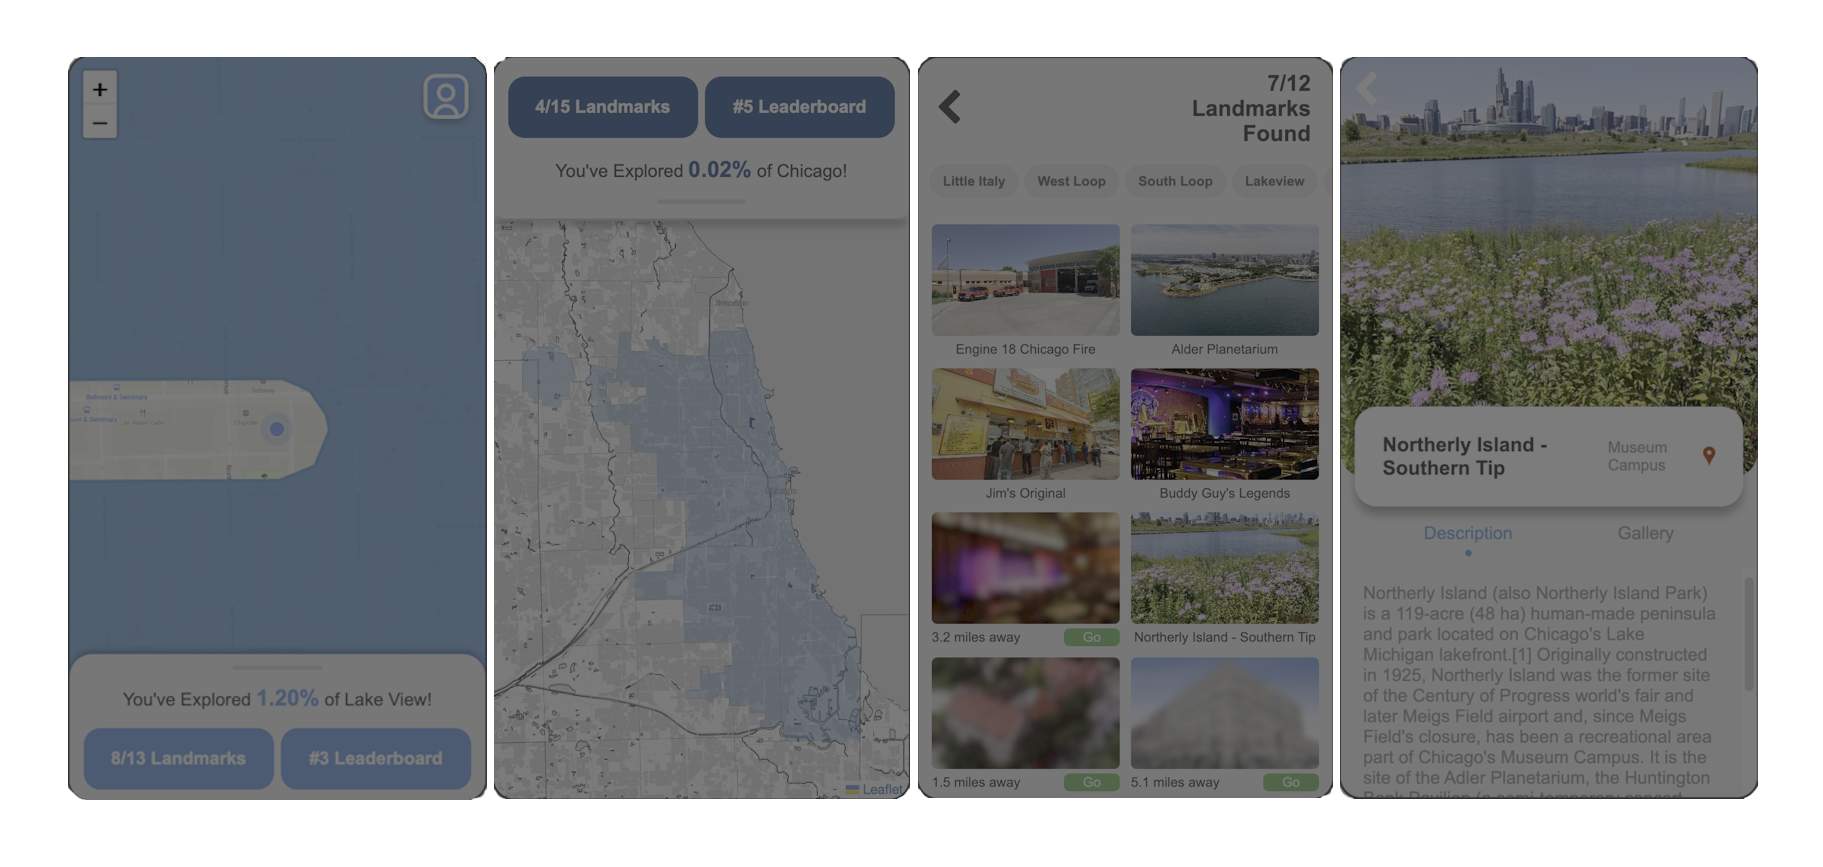 +
−
Belmont & Seminary
You've Explored 1.20% of Lake View!
8/13 Landmarks
#3 Leaderboard
4/15 Landmarks
#5 Leaderboard
You've Explored 0.02% of Chicago!
Leaflet
7/12
Landmarks
Found
Little Italy
West Loop
South Loop
Lakeview
Engine 18 Chicago Fire
Alder Planetarium
Jim's Original
Buddy Guy's Legends
3.2 miles away
Go
Northerly Island - Southern Tip
1.5 miles away
Go
5.1 miles away
Go
Northerly Island -
Southern Tip
Museum
Campus
Description
Gallery
Northerly Island (also Northerly Island Park)
is a 119-acre (48 ha) human-made peninsula
and park located on Chicago's Lake
Michigan lakefront.[1] Originally constructed
in 1925, Northerly Island was the former site
of the Century of Progress world's fair and
later Meigs Field airport and, since Meigs
Field's closure, has been a recreational area
part of Chicago's Museum Campus. It is the
site of the Adler Planetarium, the Huntington